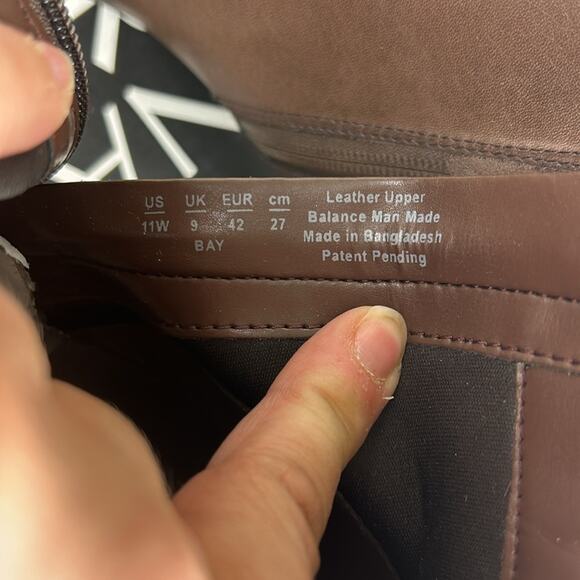 US UK EUR cm
11W 9 42 27
BAY
Leather Upper
Balance Man Made
Made in Bangladesh
Patent Pending